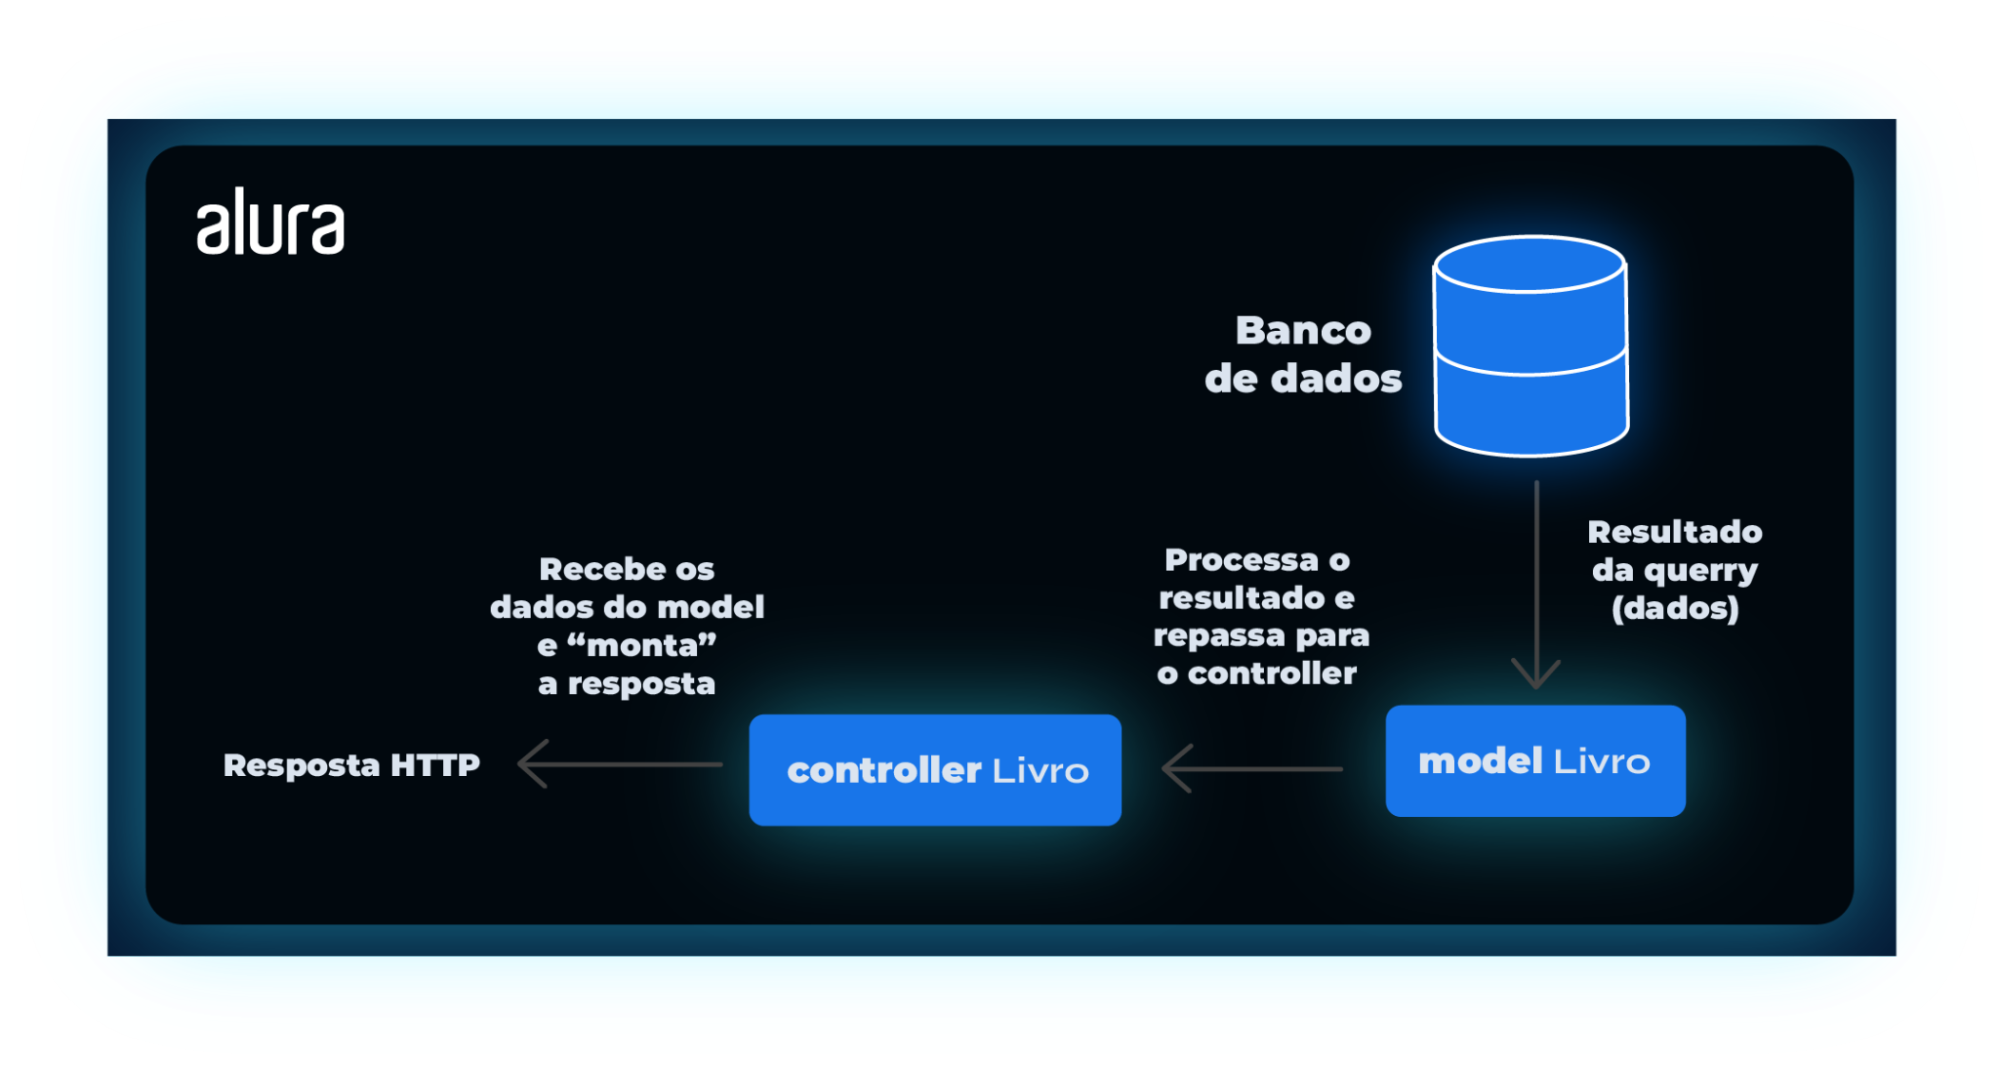 alura
Banco
de dados
Resultado
da querry
(dados)
Processa o
resultado e
repassa para
o controller
Recebe os
dados do model
e “monta”
a resposta
model Livro
controller Livro
Resposta HTTP